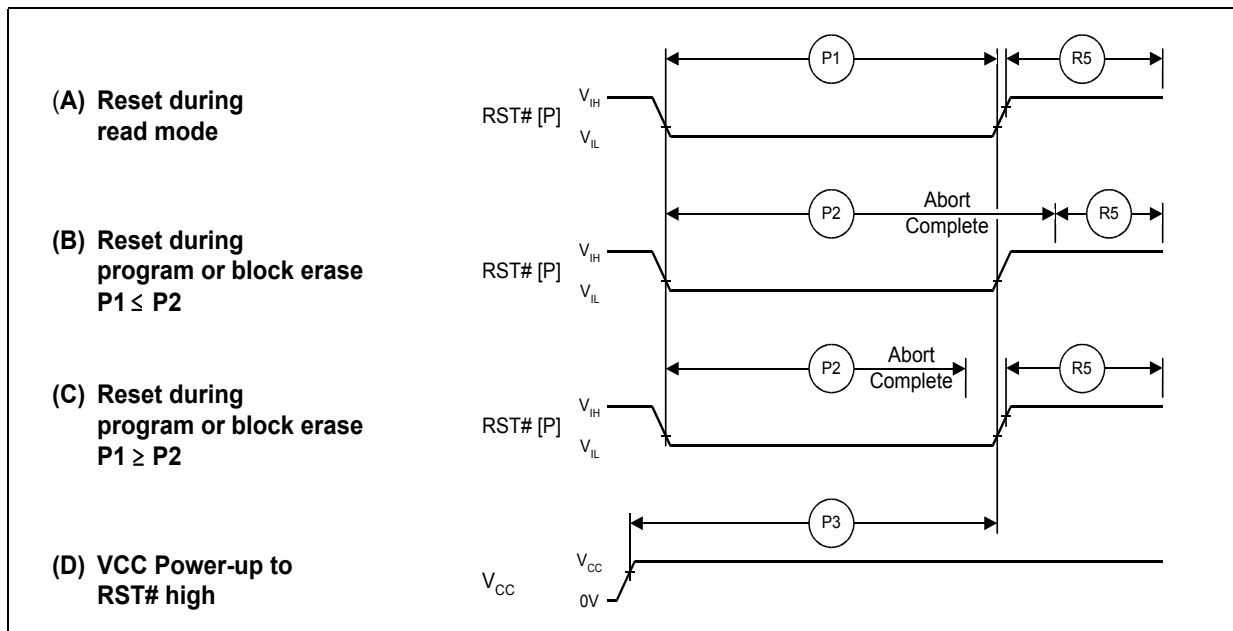 (A) Reset during
read mode
RST# [P]
VIH
VIL
P1
R5
(B) Reset during
program or block erase
P1 ≤ P2
RST# [P]
VIH
VIL
P2
Abort
Complete
R5
(C) Reset during
program or block erase
P1 ≥ P2
RST# [P]
VIH
VIL
P2
Abort
Complete
R5
(D) VCC Power-up to
RST# high
VCC
VCC
0V
P3